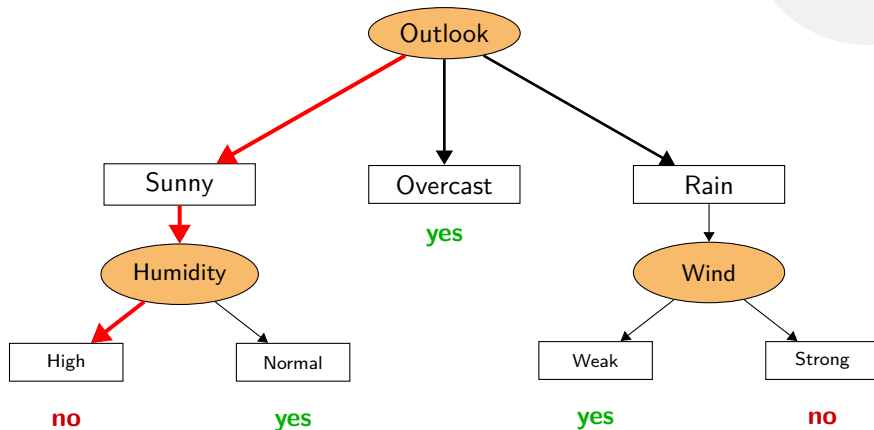 Outlook
Sunny
Overcast
Rain
yes
Humidity
Wind
High
Normal
Weak
Strong
no
yes
yes
no